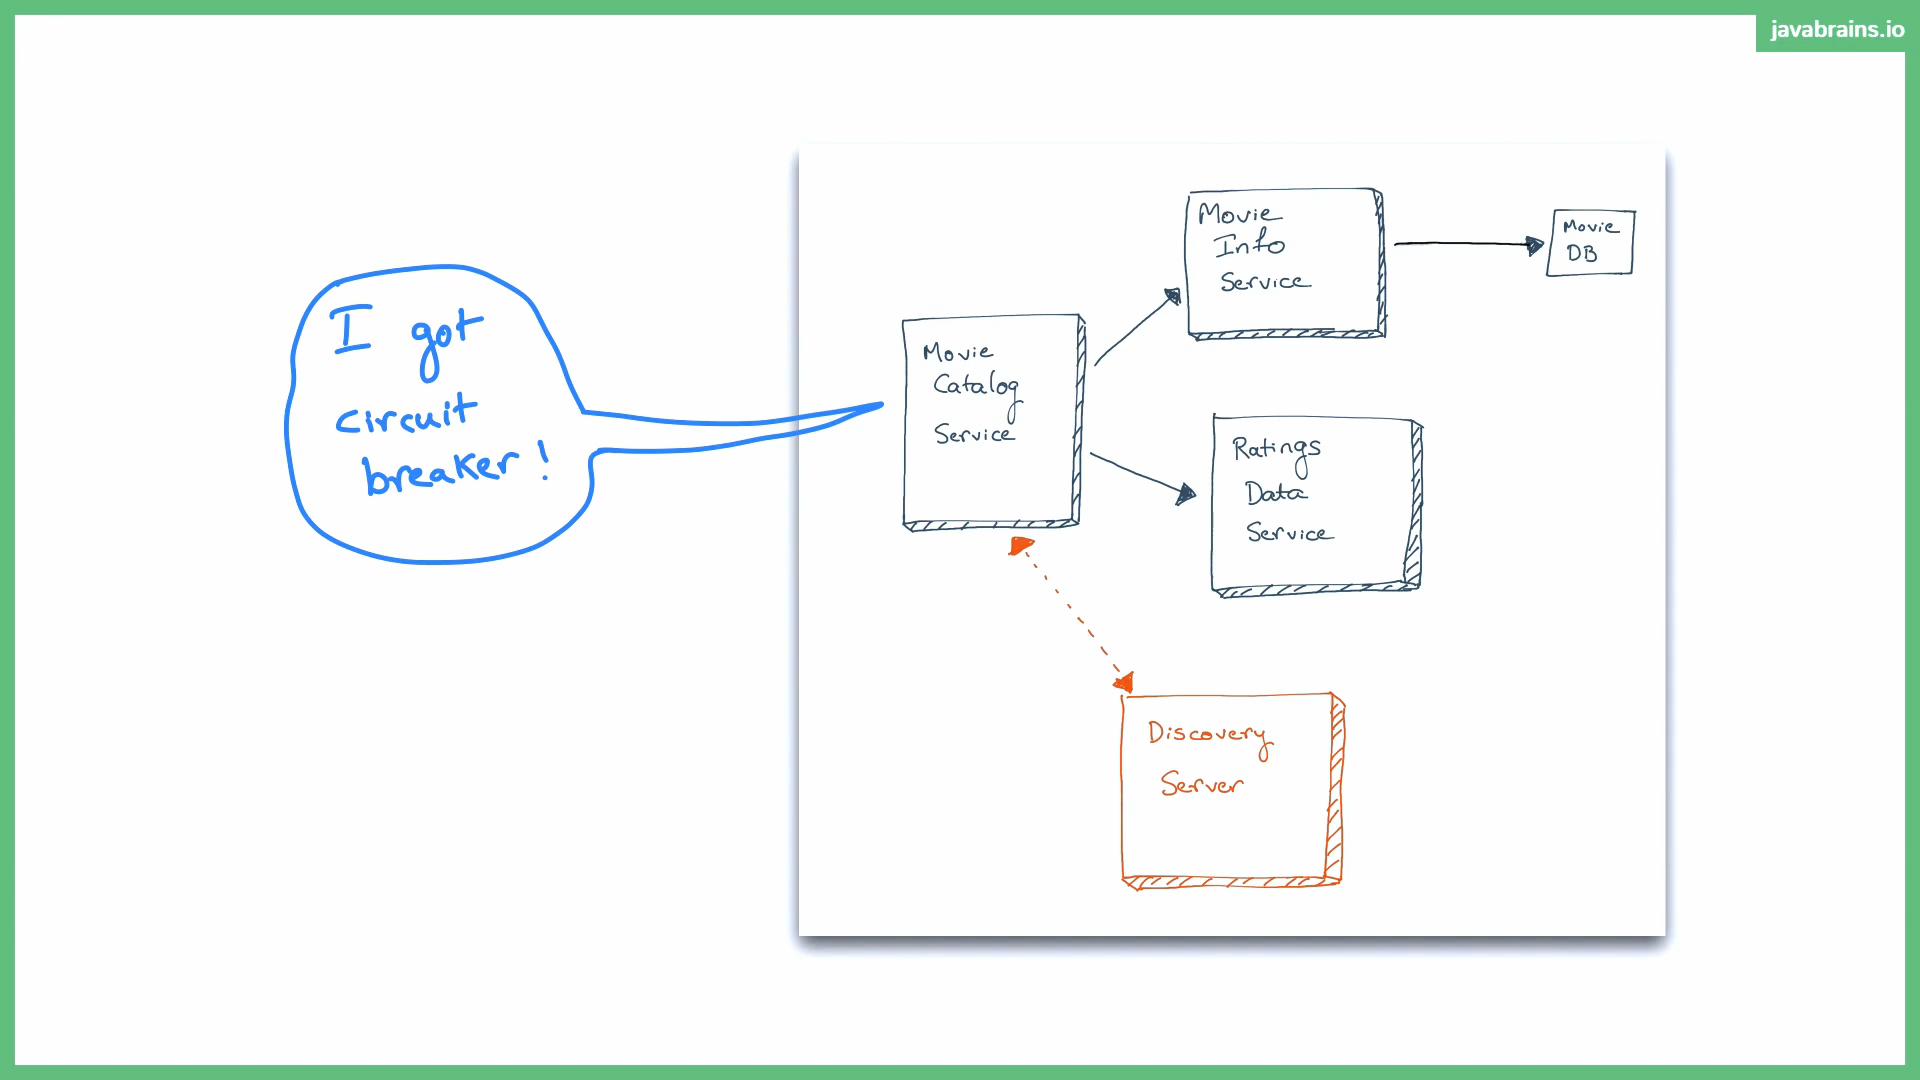 javabrains.io
I got
circuit
breaker!
Movie
Catalog
Service
Movie
Info
Service
Movie
DB
Ratings
Data
Service
Discovery
Server